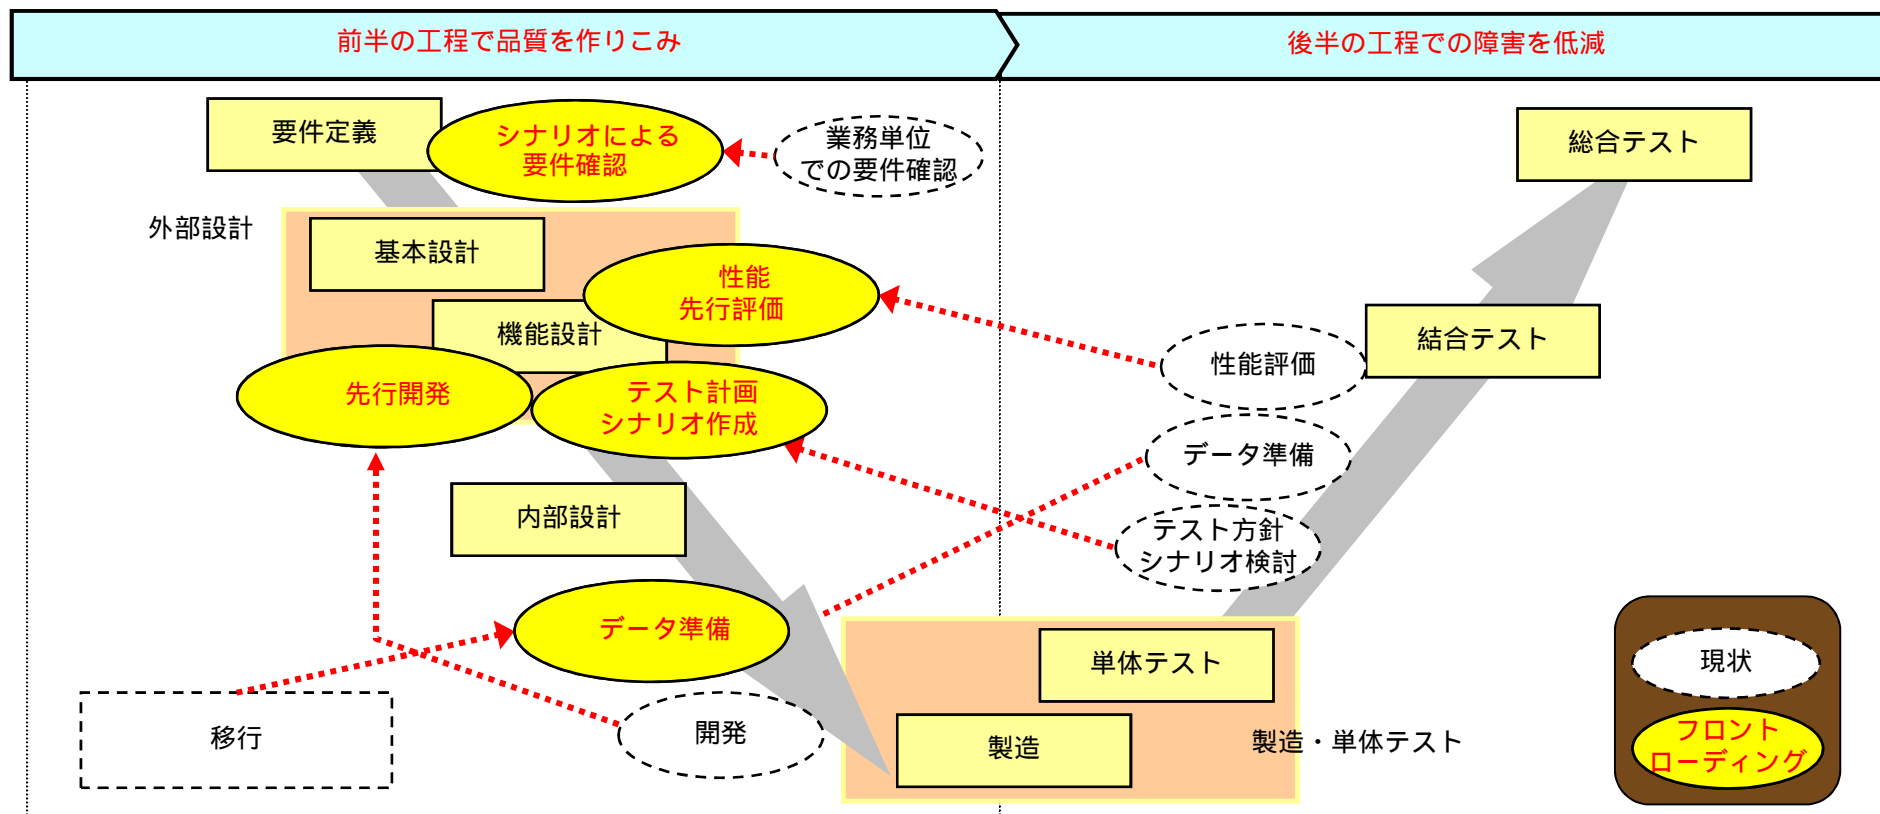 前半の工程で品質を作りこみ
後半の工程での障害を低減
要件定義
シナリオによる
要件確認
業務単位
での要件確認
総合テスト
外部設計
基本設計
性能
先行評価
機能設計
性能評価
結合テスト
先行開発
テスト計画
シナリオ作成
データ準備
内部設計
テスト方針
シナリオ検討
データ準備
単体テスト
移行
開発
製造
製造・単体テスト
現状
フロント
ローディング